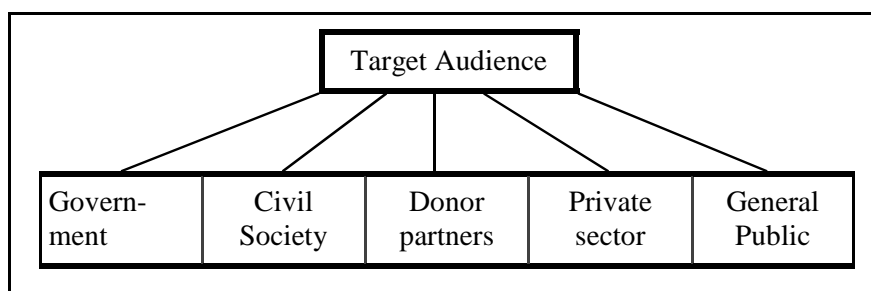 Target Audience
Govern-
ment
Civil
Society
Donor
partners
Private
sector
General
Public